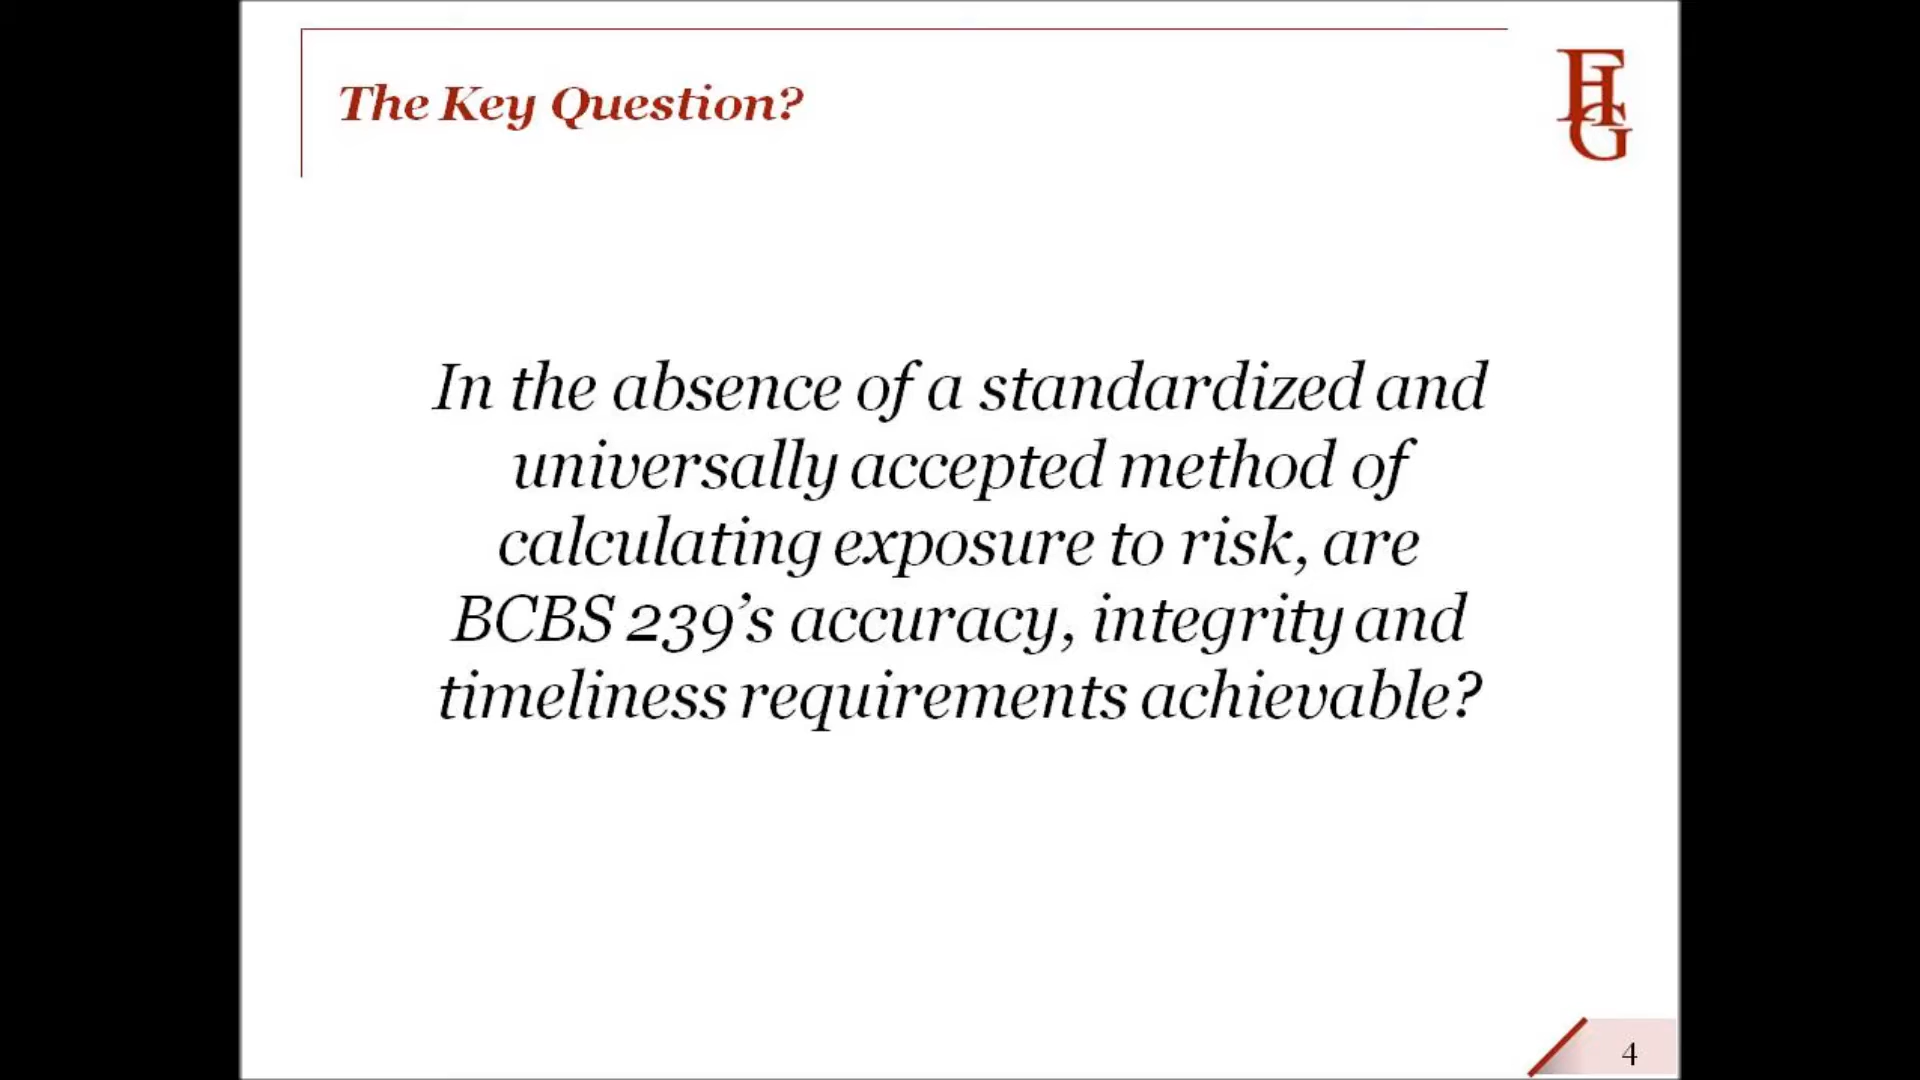 The Key Question?
FHG
In the absence of a standardized and
universally accepted method of
calculating exposure to risk, are
BCBS 239’s accuracy, integrity and
timeliness requirements achievable?
4